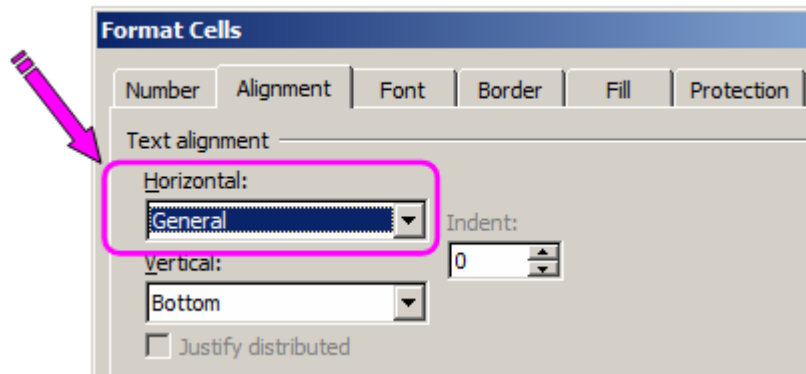 Format Cells
Number Alignment Font Border Fill Protection
Text alignment
Horizontal:
General
Indent:
Vertical:
0
Bottom
Justify distributed